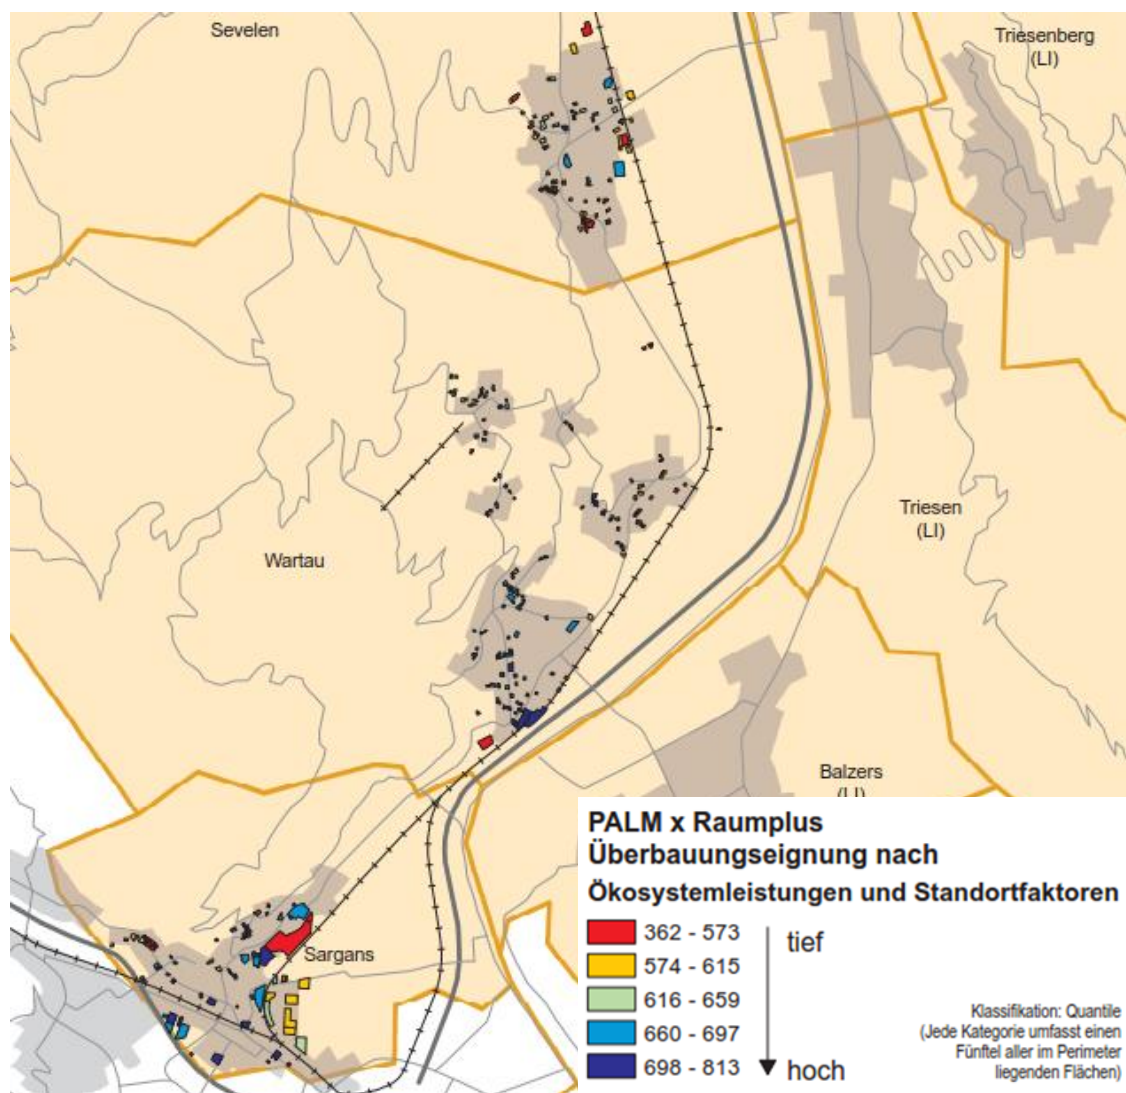 Sevelen
Triesenberg
(LI)
Triesen
(LI)
Wartau
Balzers
(LI)
Sargans
PALM x Raumplus
Überbauungseignung nach
Ökosystemleistungen und Standortfaktoren
362 - 573
574 - 615
616 - 659
660 - 697
698 - 813
tief
hoch
Klassifikation: Quantile
(Jede Kategorie umfasst einen
Fünftel aller im Perimeter
liegenden Flächen)